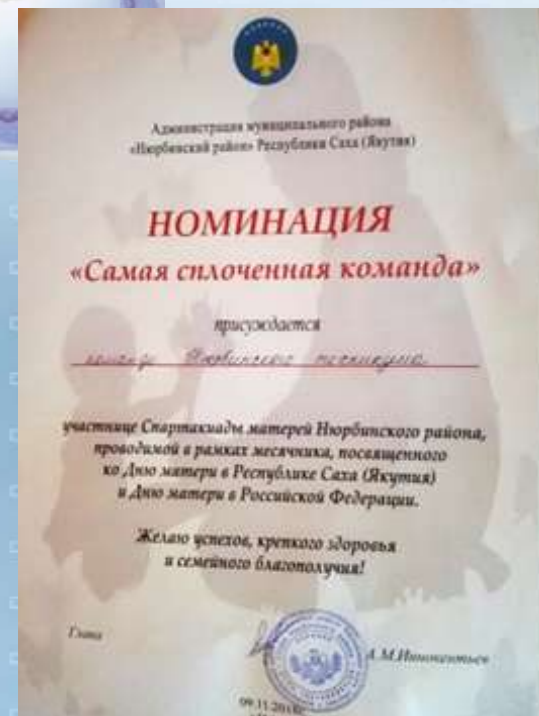 Администрация муниципального района
«Нюрбинский район» Республики Саха (Якутия)
НОМИНАЦИЯ
«Самая сплоченная команда»
присуждается
команде Нюрбинского техникума
участнице Спартакиады матерей Нюрбинского района,
проводимой в рамках месячника, посвященного
ко Дню матери в Республике Саха (Якутия)
и Дню матери в Российской Федерации.
Желаю успехов, крепкого здоровья
и семейного благополучия!
Глава
А.М.Иннокентьев